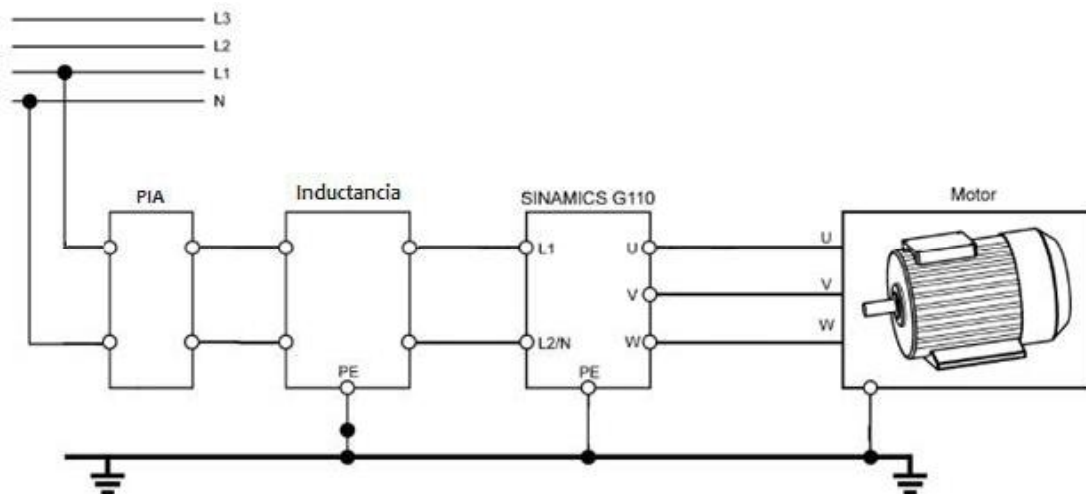 L3
L2
L1
N
PIA
Inductancia
SINAMICS G110
Motor
L1
U
U
V
V
W
L2/N
W
PE
PE